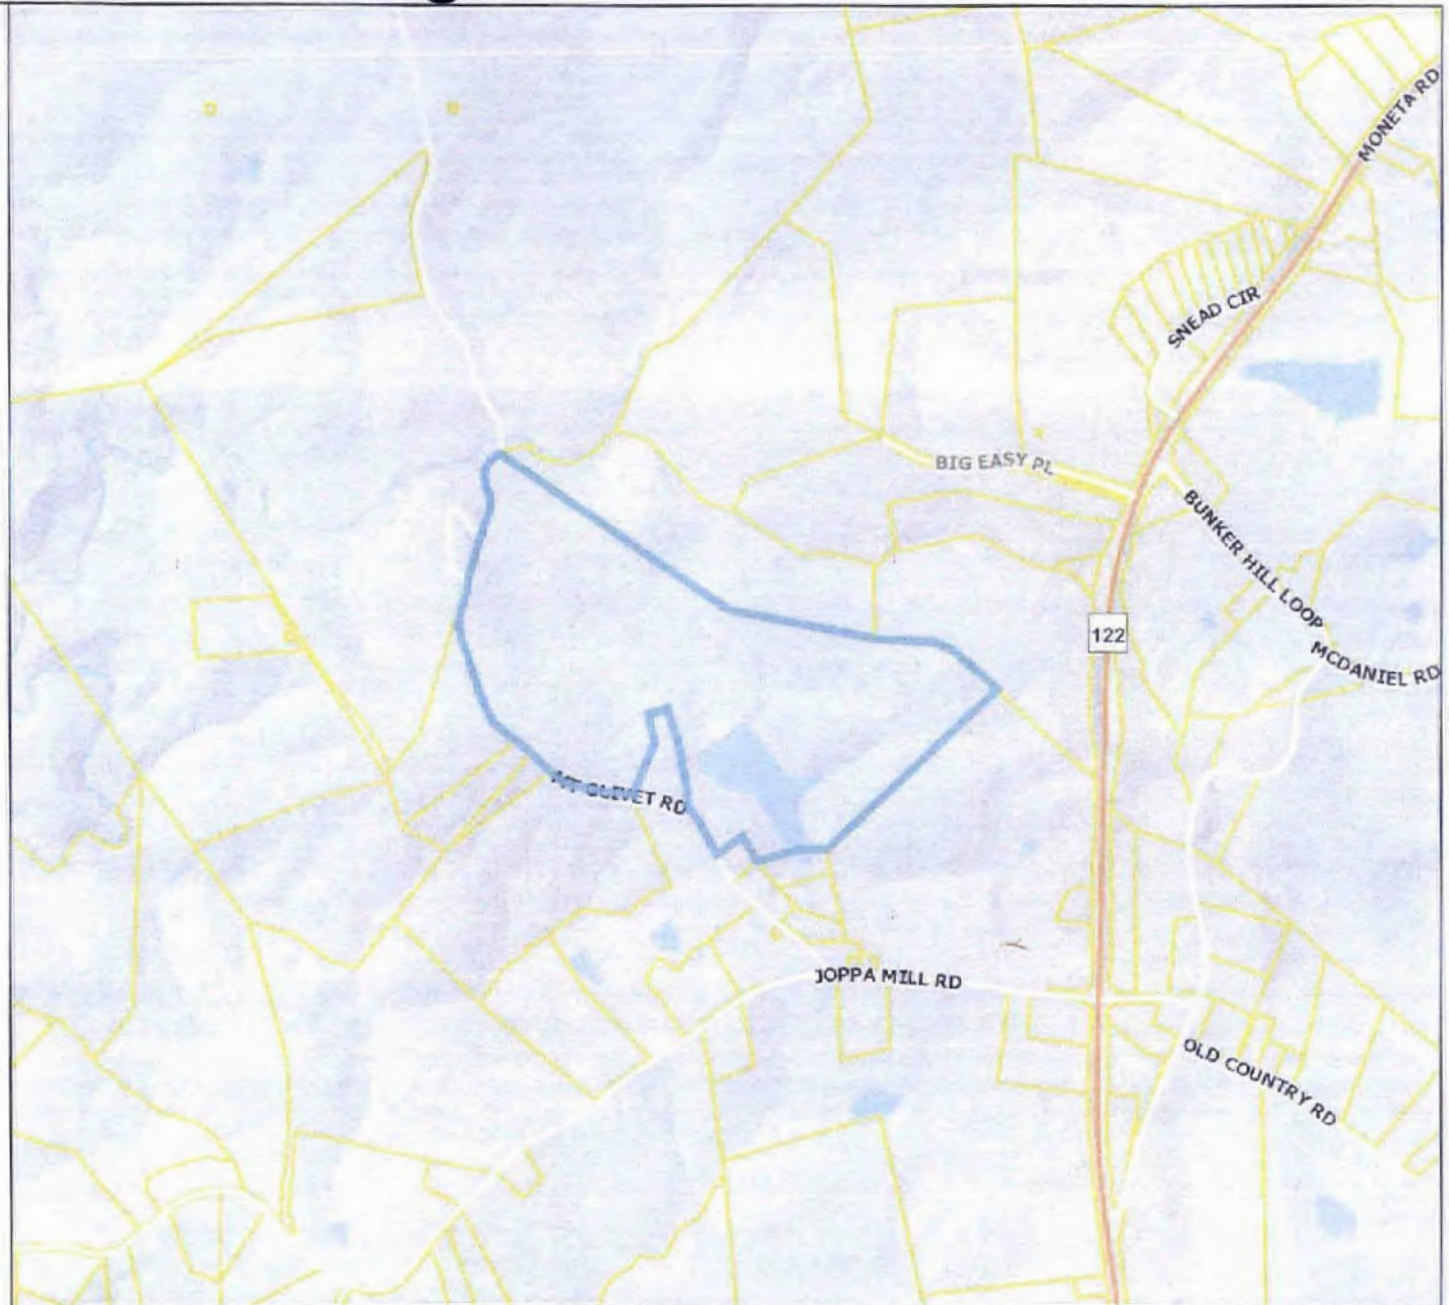 MONETA RD
SNEAD CIR
BIG EASY PL
BUNKER HILL LOOP
122
MCDANIEL RD
MT OLIVET RD
JOPPA MILL RD
OLD COUNTRY RD